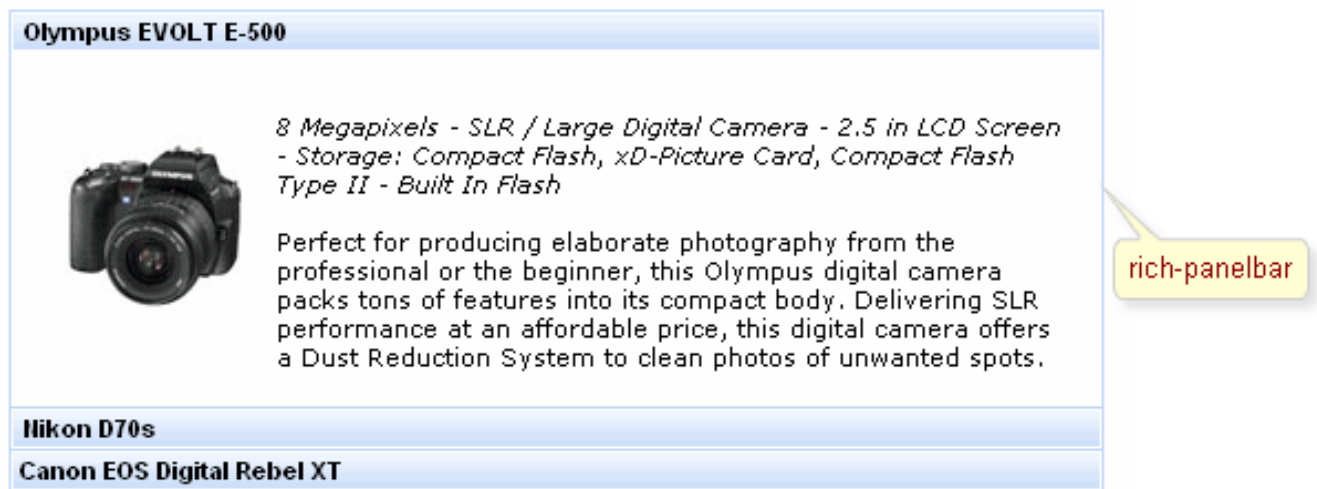 Olympus EVOLT E-500
8 Megapixels - SLR / Large Digital Camera - 2.5 in LCD Screen
- Storage: Compact Flash, xD-Picture Card, Compact Flash
Type II - Built In Flash
Perfect for producing elaborate photography from the
professional or the beginner, this Olympus digital camera
packs tons of features into its compact body. Delivering SLR
performance at an affordable price, this digital camera offers
a Dust Reduction System to clean photos of unwanted spots.
rich-panelbar
Nikon D70s
Canon EOS Digital Rebel XT